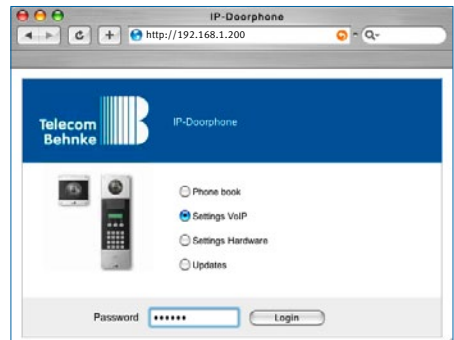 IP-Doorphone
http://192.168.1.200
Telecom
Behnke
IP-Doorphone
Phone book
Settings VoIP
Settings Hardware
Updates
Password ••••••
Login